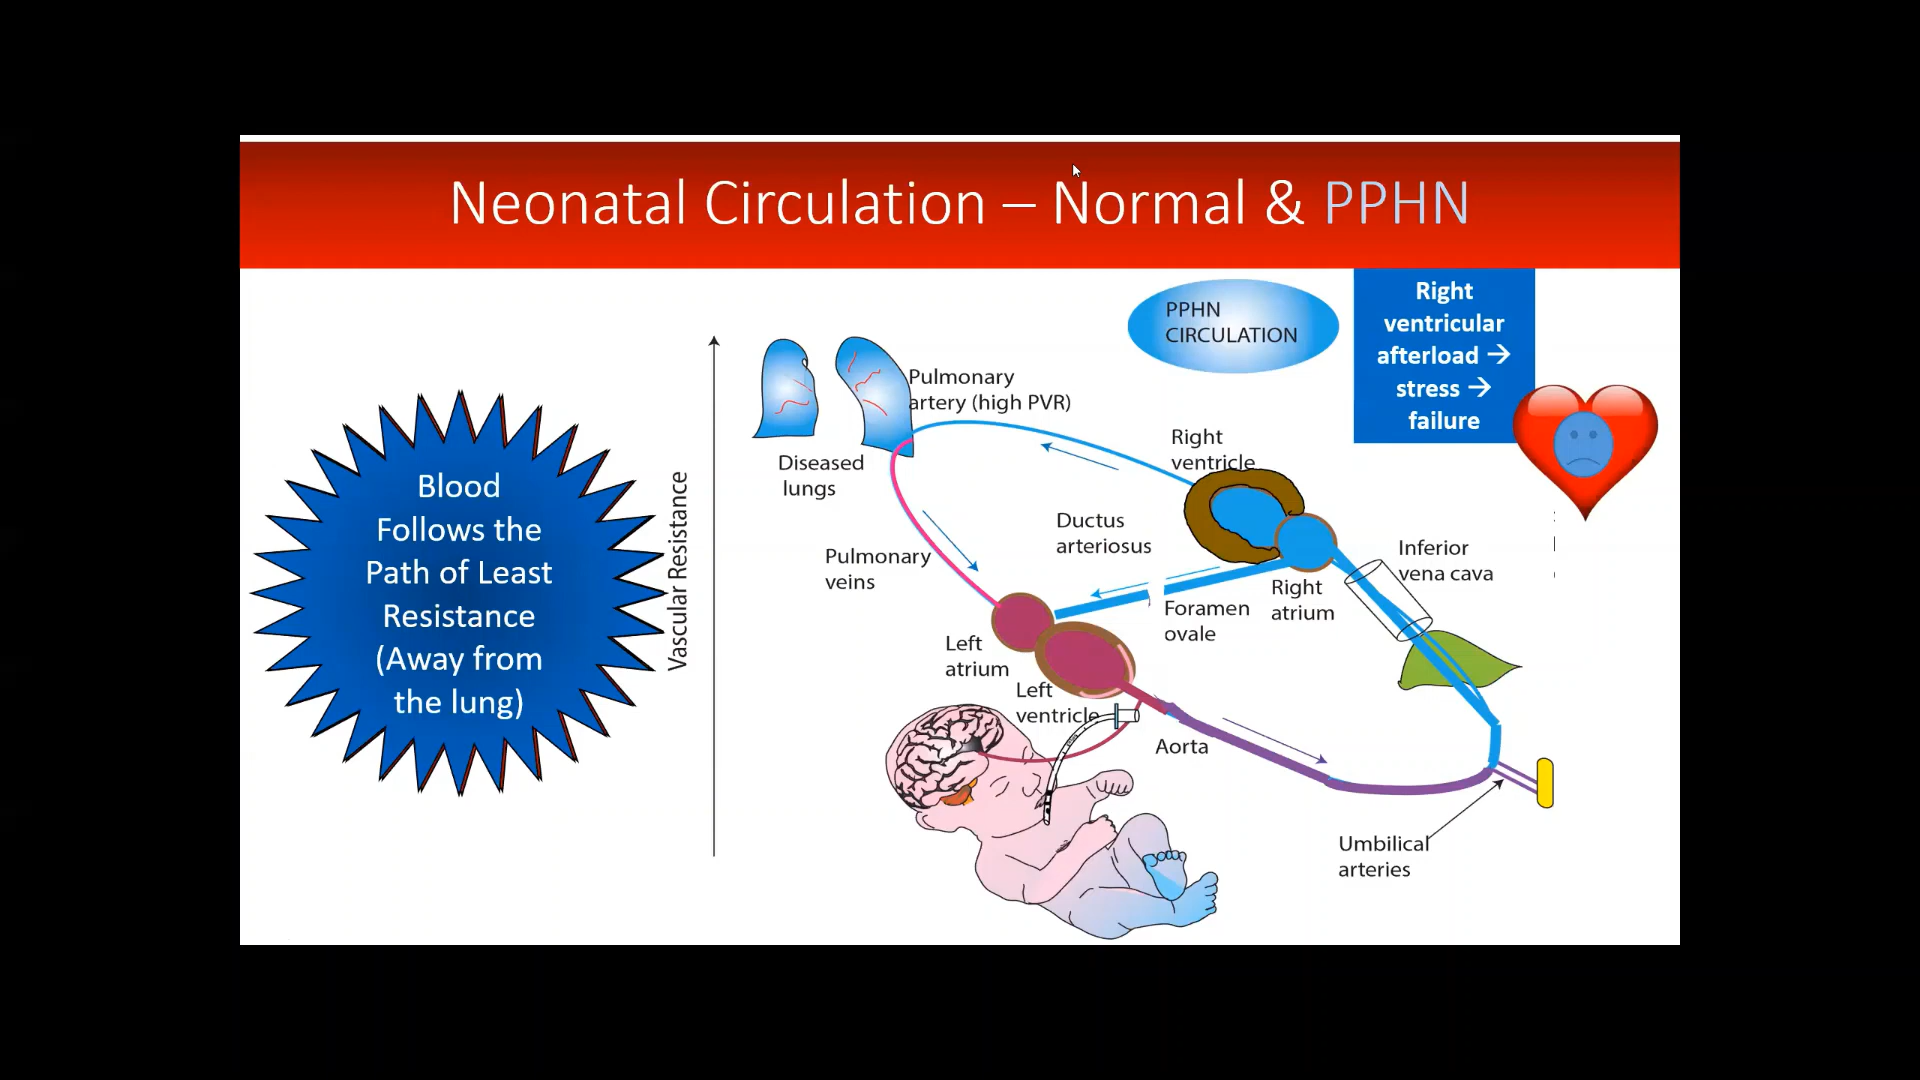 Neonatal Circulation – Normal & PPHN
Blood
Follows the
Path of Least
Resistance
(Away from
the lung)
Vascular Resistance
PPHN
CIRCULATION
Right
ventricular
afterload →
stress →
failure
Pulmonary
artery (high PVR)
Diseased
lungs
Right
ventricle
Ductus
arteriosus
Pulmonary
veins
Inferior
vena cava
Right
atrium
Foramen
ovale
Left
atrium
Left
ventricle
Aorta
Umbilical
arteries